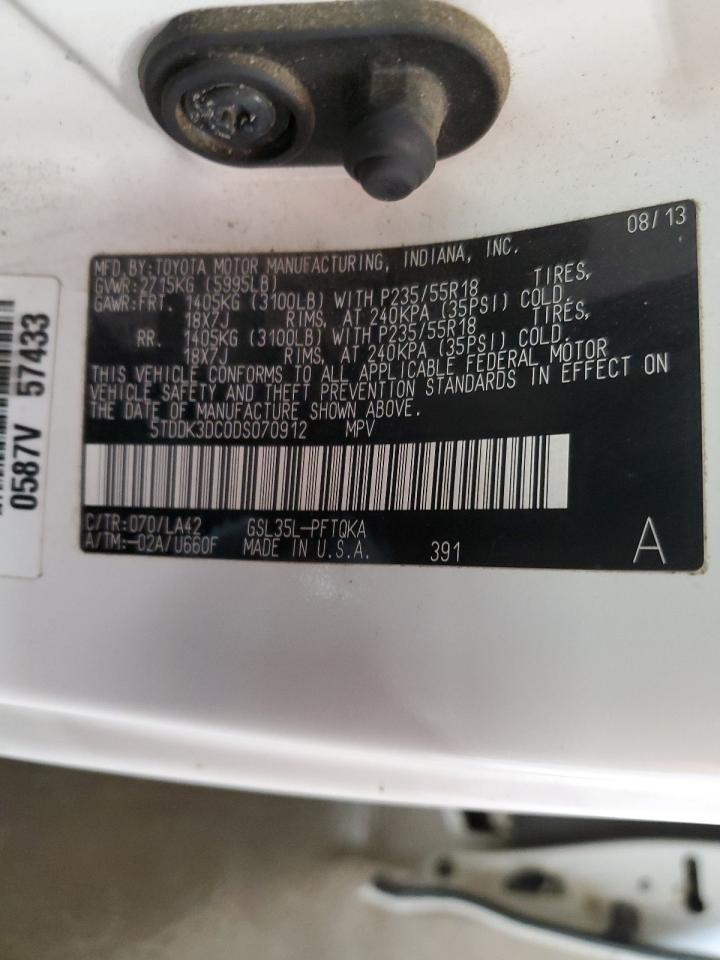 08/13
MFD. BY: TOYOTA MOTOR MANUFACTURING, INDIANA, INC.
GVWR: 2715KG (5995LB)
GAWR: FRT. 1405KG (3100LB) WITH P235/55R18 TIRES,
18X7J RIMS, AT 240KPA (35PSI) COLD.
RR. 1405KG (3100LB) WITH P235/55R18 TIRES,
18X7J RIMS, AT 240KPA (35PSI) COLD.
THIS VEHICLE CONFORMS TO ALL APPLICABLE FEDERAL MOTOR
VEHICLE SAFETY AND THEFT PREVENTION STANDARDS IN EFFECT ON
THE DATE OF MANUFACTURE SHOWN ABOVE.
5TDDK3DC0DS070912 MPV
C/TR: 070/LA42 GSL35L-PFTQKA
A/TM: -02A/U660F MADE IN U.S.A. 391
A
0587V 57433